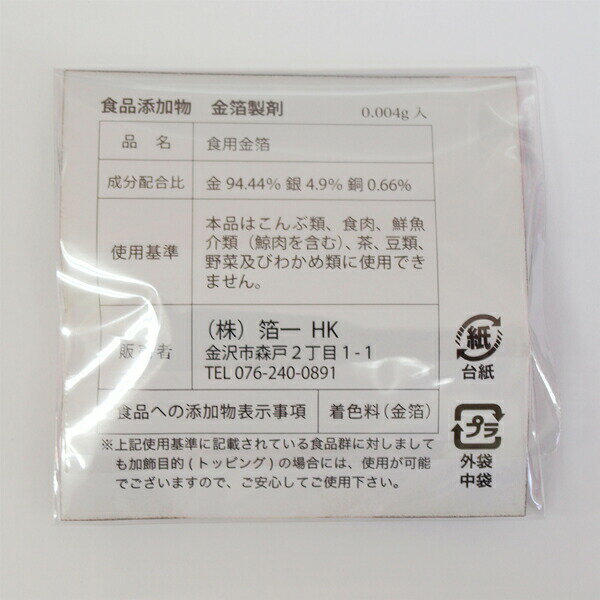 食品添加物　金箔製剤　0.004g 入
品　名　食用金箔
成分配合比　金 94.44% 銀 4.9% 銅 0.66%
使用基準
本品はこんぶ類、食肉、鮮魚
介類（鯨肉を含む）、茶、豆類、
野菜及びわかめ類に使用でき
ません。
販売者
（株）箔一 HK
金沢市森戸２丁目１-１
TEL 076-240-0891
食品への添加物表示事項　着色料（金箔）
※上記使用基準に記載されている食品群に対しまして
も加飾目的(トッピング)の場合には、使用が可能
でございますので、ご安心してご使用下さい。
紙
台紙
プラ
外袋
中袋